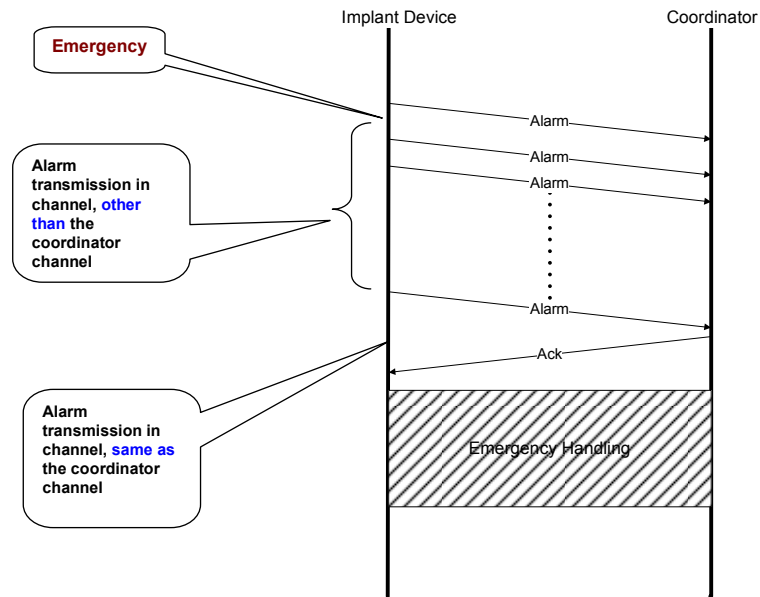 Implant Device
Coordinator
Emergency
Alarm
Alarm
Alarm
Alarm
transmission in
channel, other
than the
coordinator
channel
Alarm
Ack
Alarm
transmission in
channel, same as
the coordinator
channel
Emergency Handling